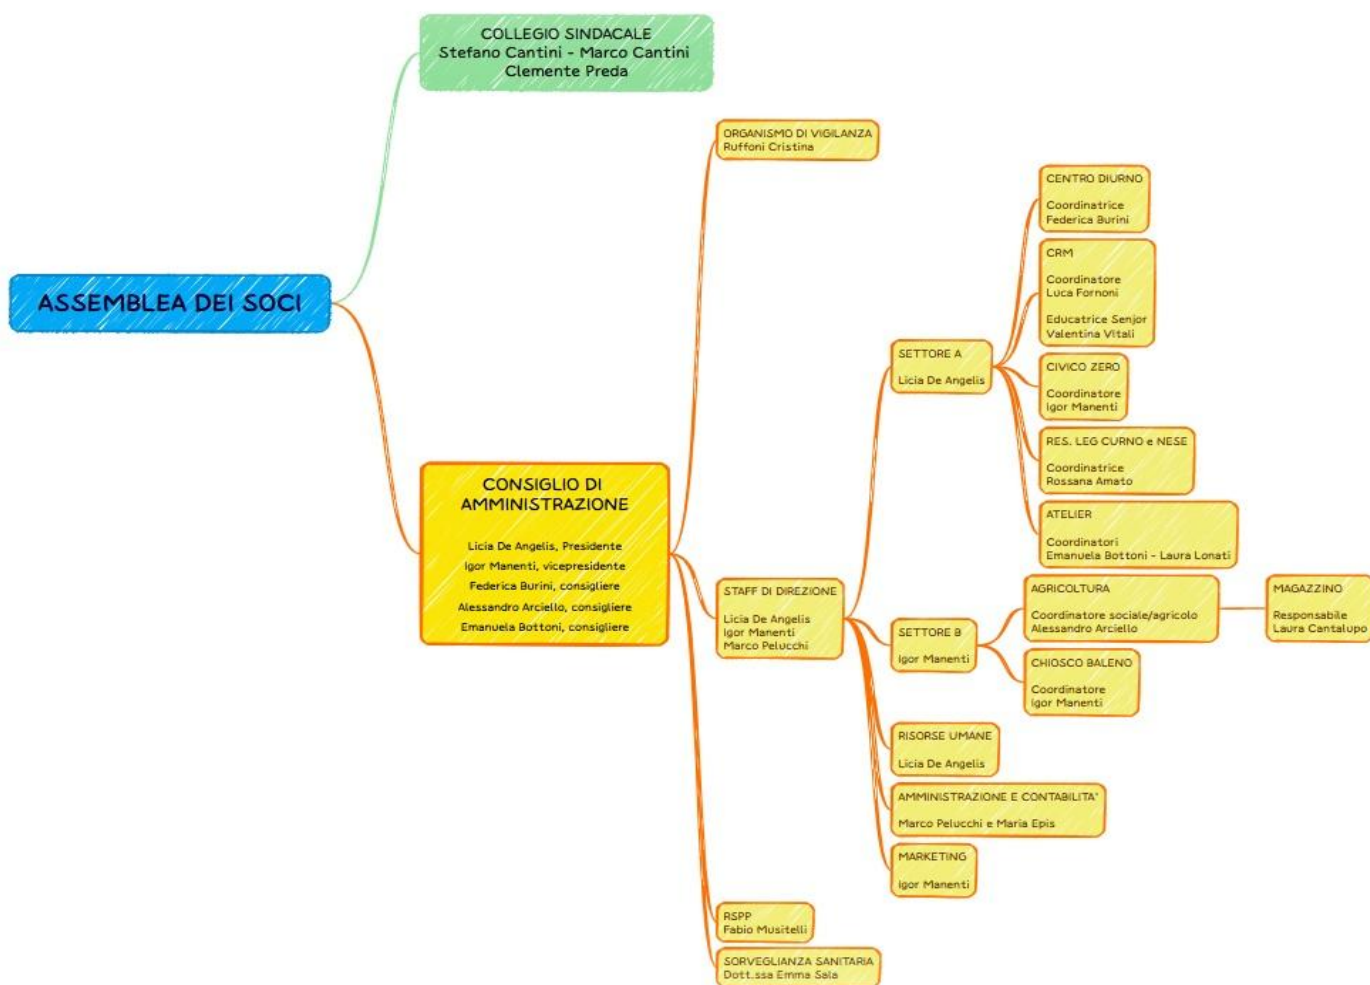 COLLEGIO SINDACALE
Stefano Cantini - Marco Cantini
Clemente Preda
ASSEMBLEA DEI SOCI
CONSIGLIO DI
AMMINISTRAZIONE
Licia De Angelis, Presidente
Igor Manenti, vicepresidente
Federica Burini, consigliere
Alessandro Arciello, consigliere
Emanuela Bottoni, consigliere
ORGANISMO DI VIGILANZA
Ruffoni Cristina
STAFF DI DIREZIONE
Licia De Angelis
Igor Manenti
Marco Pelucchi
SETTORE A
Licia De Angelis
CENTRO DIURNO
Coordinatrice
Federica Burini
CRM
Coordinatore
Luca Fornoni
Educatrice Senjor
Valentina Vitali
CIVICO ZERO
Coordinatore
Igor Manenti
RES. LEG CURNO e NESE
Coordinatrice
Rossana Amato
ATELIER
Coordinatori
Emanuela Bottoni - Laura Lonati
SETTORE B
Igor Manenti
AGRICOLTURA
Coordinatore sociale/agricolo
Alessandro Arciello
MAGAZZINO
Responsabile
Laura Cantalupo
CHIOSCO BALENO
Coordinatore
Igor Manenti
RISORSE UMANE
Licia De Angelis
AMMINISTRAZIONE E CONTABILITA'
Marco Pelucchi e Maria Epis
MARKETING
Igor Manenti
RSPP
Fabio Musitelli
SORVEGLIANZA SANITARIA
Dott.ssa Emma Sala